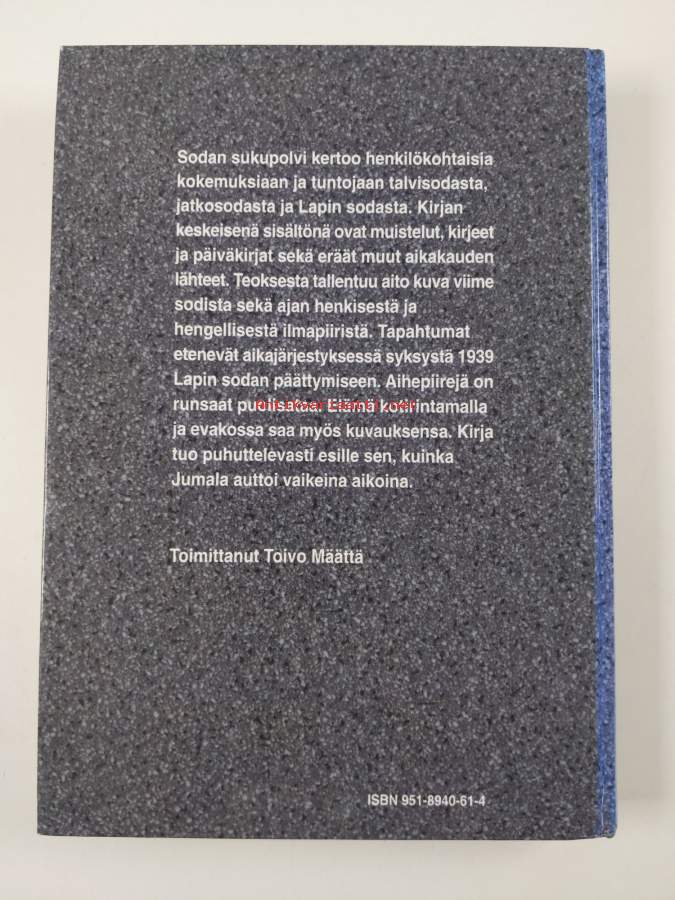 Sodan sukupolvi kertoo henkilökohtaisia
kokemuksiaan ja tuntojaan talvisodasta,
jatkosodasta ja Lapin sodasta. Kirjan
keskeisenä sisältönä ovat muistelut, kirjeet
ja päiväkirjat sekä eräät muut aikakauden
lähteet. Teoksesta tallentuu aito kuva viime
sodista sekä ajan henkisestä ja
hengellisestä ilmapiiristä. Tapahtumat
etenevät aikajärjestyksessä syksystä 1939
Lapin sodan päättymiseen. Aihepiirejä on
runsaat Elämä kotirintamalla
ja evakossa saa myös kuvauksensa. Kirja
tuo puhuttelevasti esille sen, kuinka
Jumala auttoi vaikeina aikoina.
Toimittanut Toivo Määttä
ISBN 951-8940-61-4